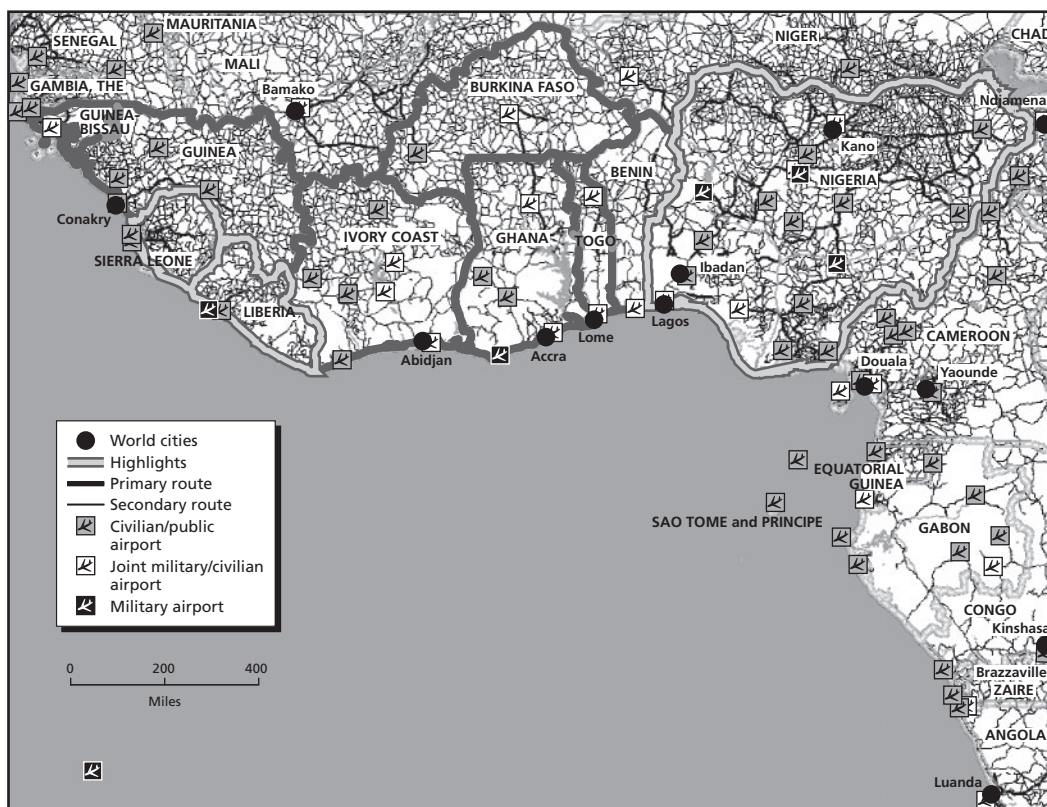 MAURITANIA
SENEGAL
NIGERI
CHAD
MALI
GAMBIA, THE
Bamako
BURKINA FASO
Ndjamena
GUINEA-
BISSAU
GUINEA
Kano
BENIN
NIGERIA
Conakry
IVORY COAST
GHANA
TOGO
SIERRA LEONE
Ibadan
LIBERIA
Lagos
Lome
Abidjan
Accra
CAMEROON
Douala
Yaounde
World cities
Highlights
Primary route
Secondary route
Civilian/public
airport
Joint military/civilian
airport
Military airport
EQUATORIAL
GUINEA
SAO TOME and PRINCIPE
GABON
CONGO
Kinshasa
Brazzaville
ZAIRE
ANGOLA
Luanda
0 200 400
Miles